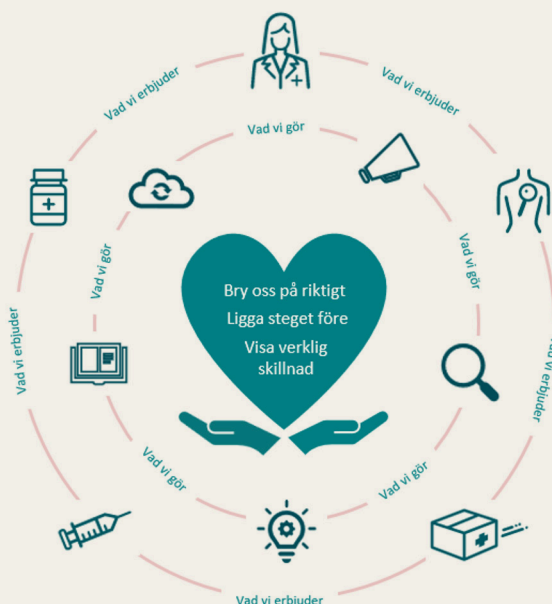 Vad vi erbjuder
Vad vi erbjuder
Vad vi gör
Vad vi gör
Vad vi gör
Bry oss på riktigt
Ligga steget före
Visa verklig
skillnad
Vad vi erbjuder
Vad vi erbjuder
Vad vi gör
Vad vi gör
Vad vi erbjuder